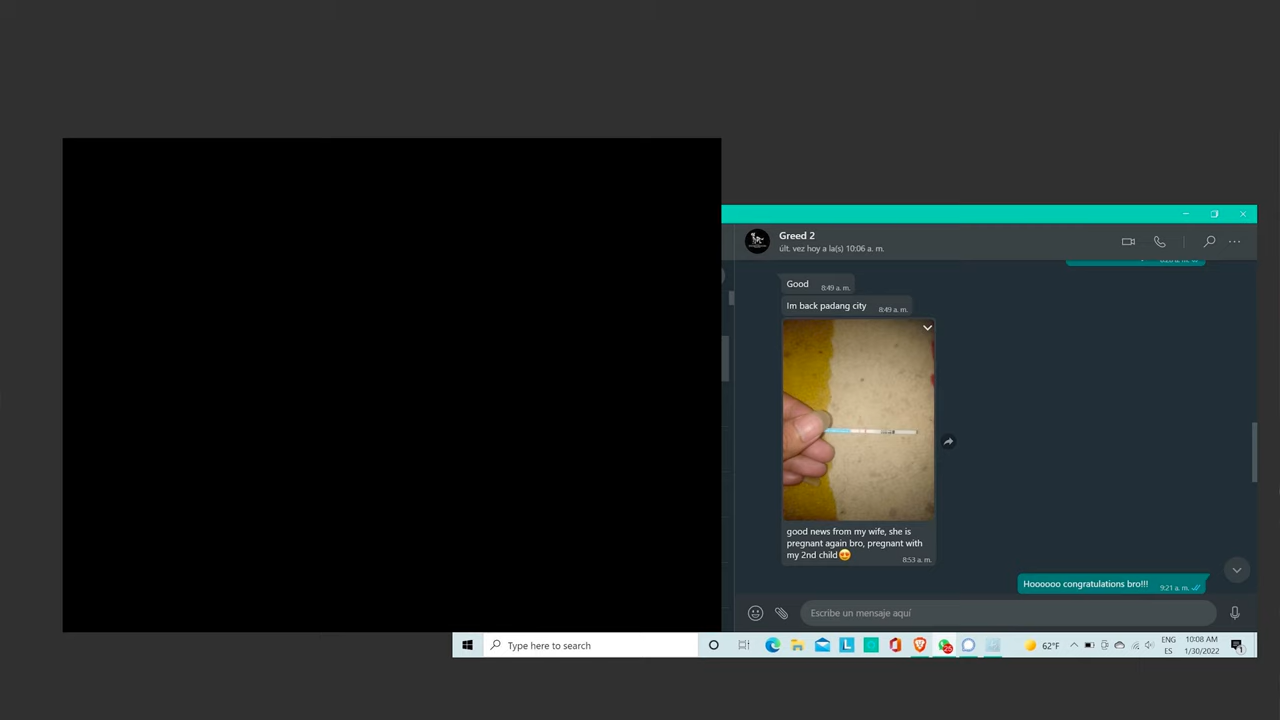 Greed 2
últ. vez hoy a la(s) 10:06 a. m.
Good 8:49 a. m.
Im back padang city 8:49 a. m.
good news from my wife, she is
pregnant again bro, pregnant with
my 2nd child😍 8:53 a. m.
Hoooooo congratulations bro!!! 9:21 a. m.
Escribe un mensaje aquí
Type here to search
L
25
62°F
ENG
ES
10:08 AM
1/30/2022
1